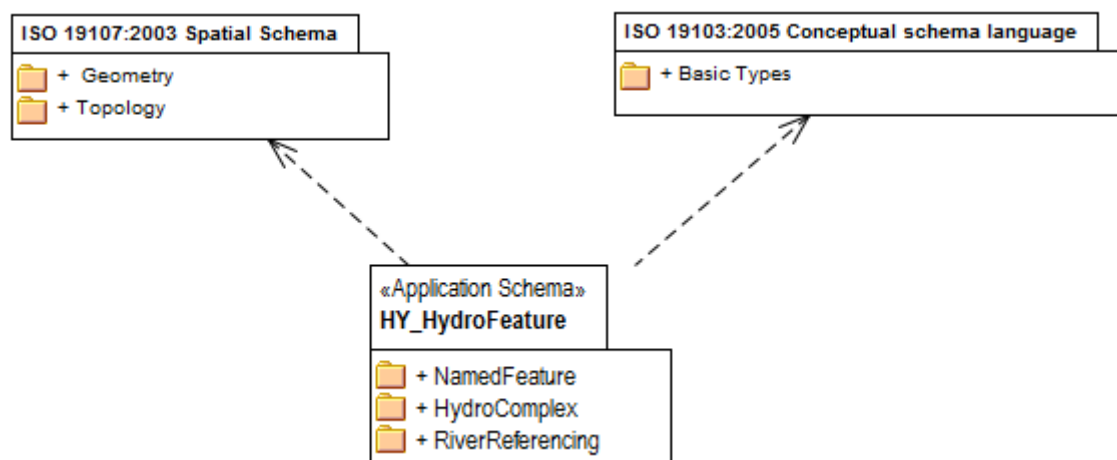 ISO 19107:2003 Spatial Schema
+ Geometry
+ Topology
ISO 19103:2005 Conceptual schema language
+ Basic Types
«Application Schema»
HY_HydroFeature
+ NamedFeature
+ HydroComplex
+ RiverReferencing